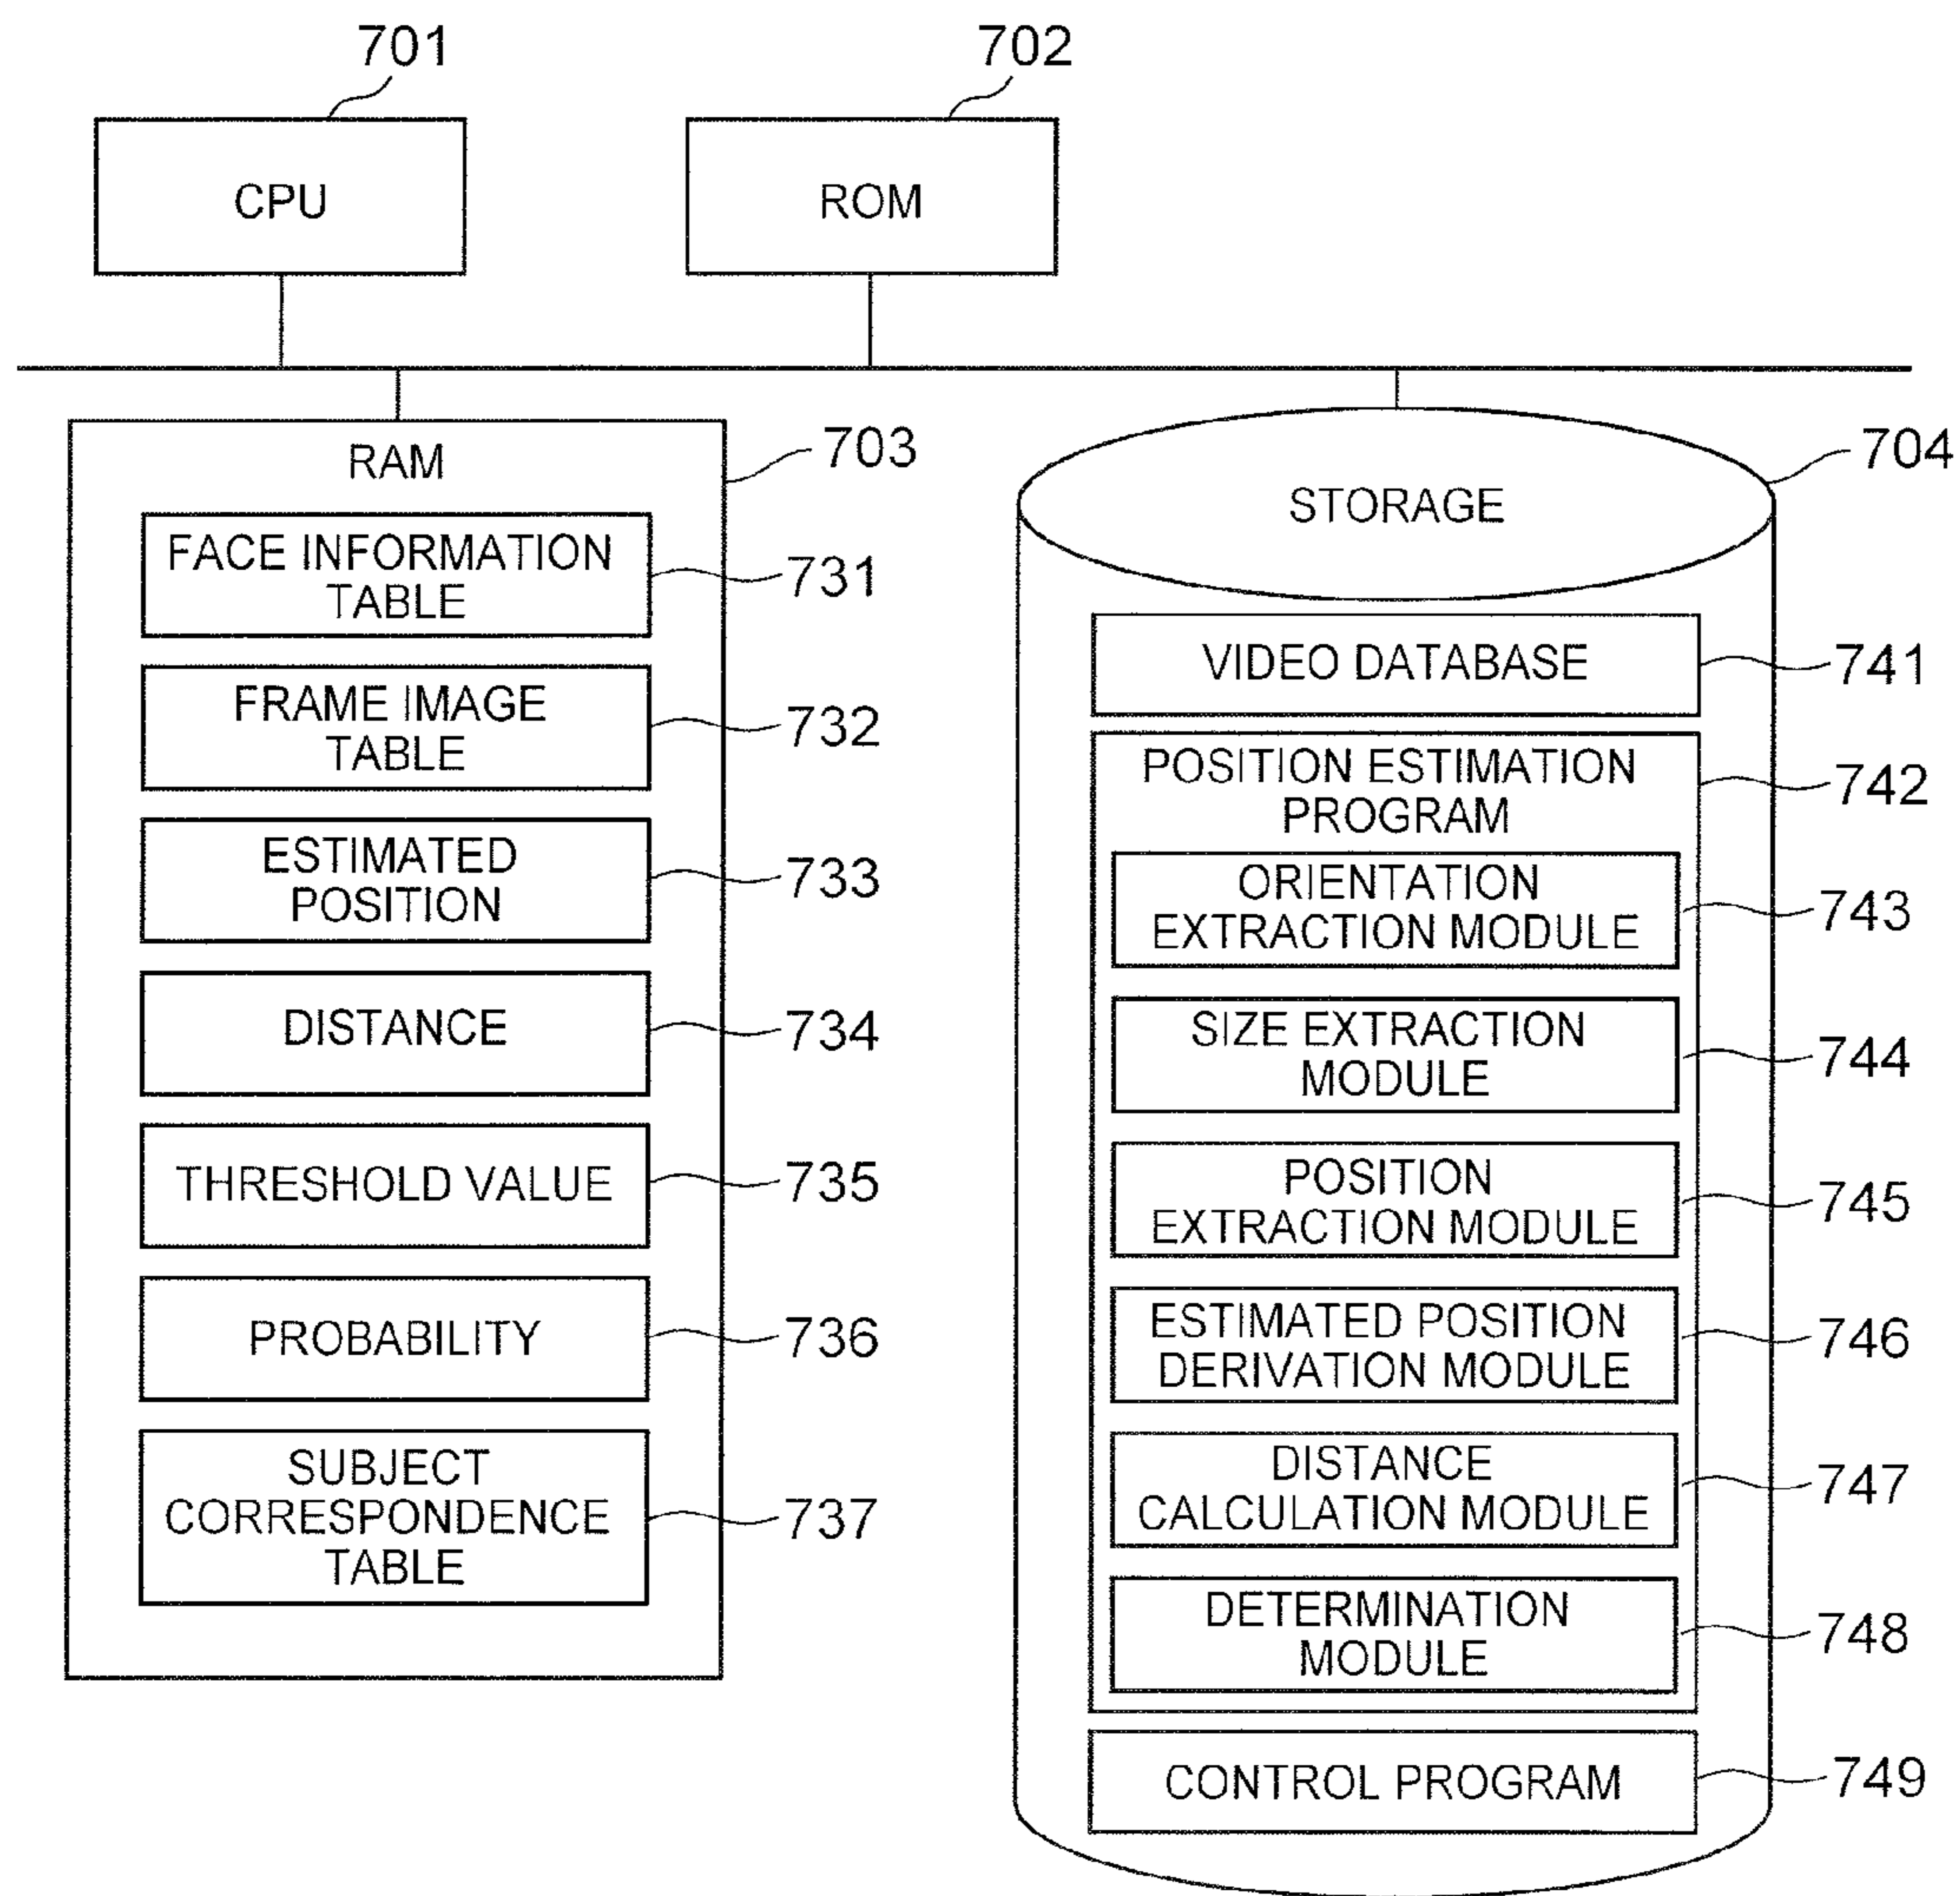 701
702
CPU
ROM
RAM
703
FACE INFORMATION
TABLE
731
FRAME IMAGE
TABLE
732
ESTIMATED
POSITION
733
DISTANCE
734
THRESHOLD VALUE
735
PROBABILITY
736
SUBJECT
CORRESPONDENCE
TABLE
737
STORAGE
704
VIDEO DATABASE
741
POSITION ESTIMATION
PROGRAM
742
ORIENTATION
EXTRACTION MODULE
743
SIZE EXTRACTION
MODULE
744
POSITION
EXTRACTION MODULE
745
ESTIMATED POSITION
DERIVATION MODULE
746
DISTANCE
CALCULATION MODULE
747
DETERMINATION
MODULE
748
CONTROL PROGRAM
749